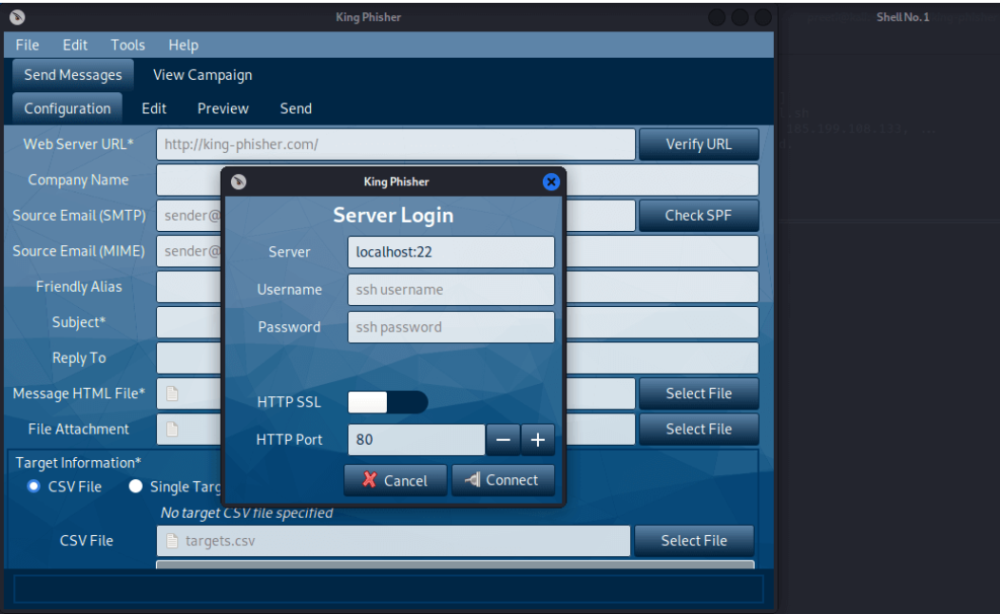 King Phisher
Shell No. 1
File Edit Tools Help
Send Messages View Campaign
Configuration Edit Preview Send
Web Server URL* http://king-phisher.com/ Verify URL
Company Name
Source Email (SMTP) sender@ Check SPF
Source Email (MIME) sender@
Friendly Alias
Subject*
Reply To
Message HTML File* Select File
File Attachment Select File
Target Information*
CSV File Single Targ
No target CSV file specified
CSV File targets.csv Select File
King Phisher
Server Login
Server localhost:22
Username ssh username
Password ssh password
HTTP SSL
HTTP Port 80 − +
Cancel Connect
.sh
185.199.108.133, ...